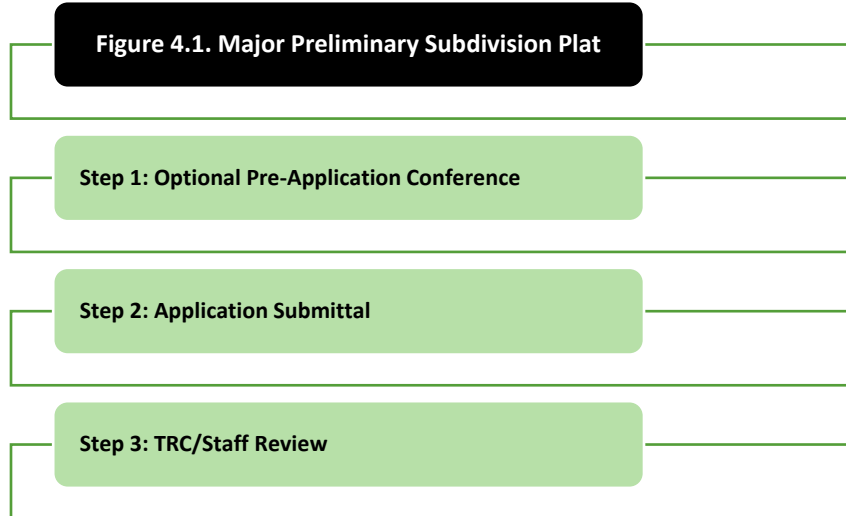 Figure 4.1. Major Preliminary Subdivision Plat
Step 1: Optional Pre-Application Conference
Step 2: Application Submittal
Step 3: TRC/Staff Review